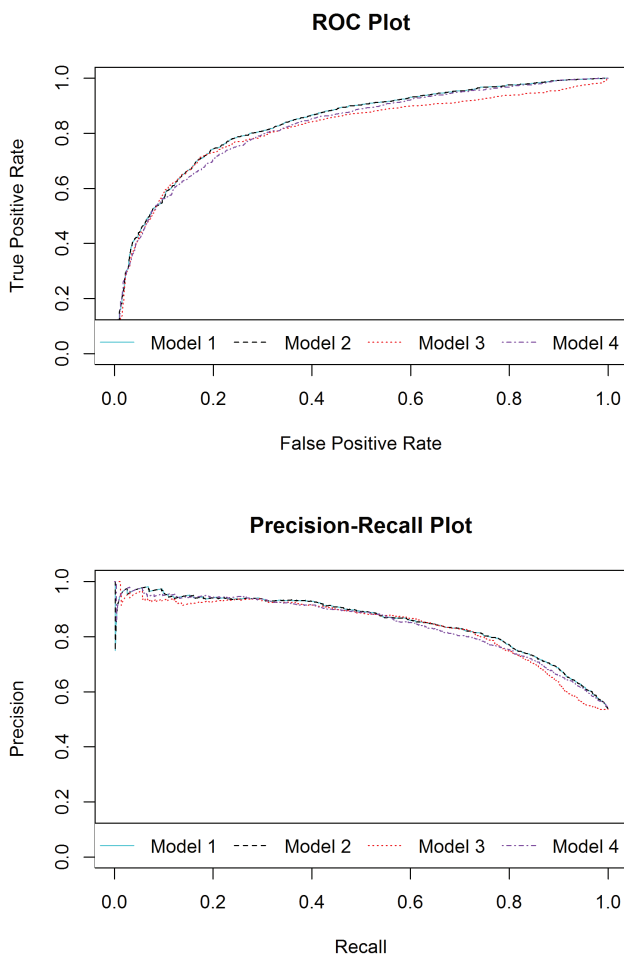 ROC Plot
True Positive Rate
1.0
0.8
0.6
0.4
0.2
0.0
Model 1 Model 2 Model 3 Model 4
0.0 0.2 0.4 0.6 0.8 1.0
False Positive Rate
Precision-Recall Plot
Precision
1.0
0.8
0.6
0.4
0.2
0.0
Model 1 Model 2 Model 3 Model 4
0.0 0.2 0.4 0.6 0.8 1.0
Recall